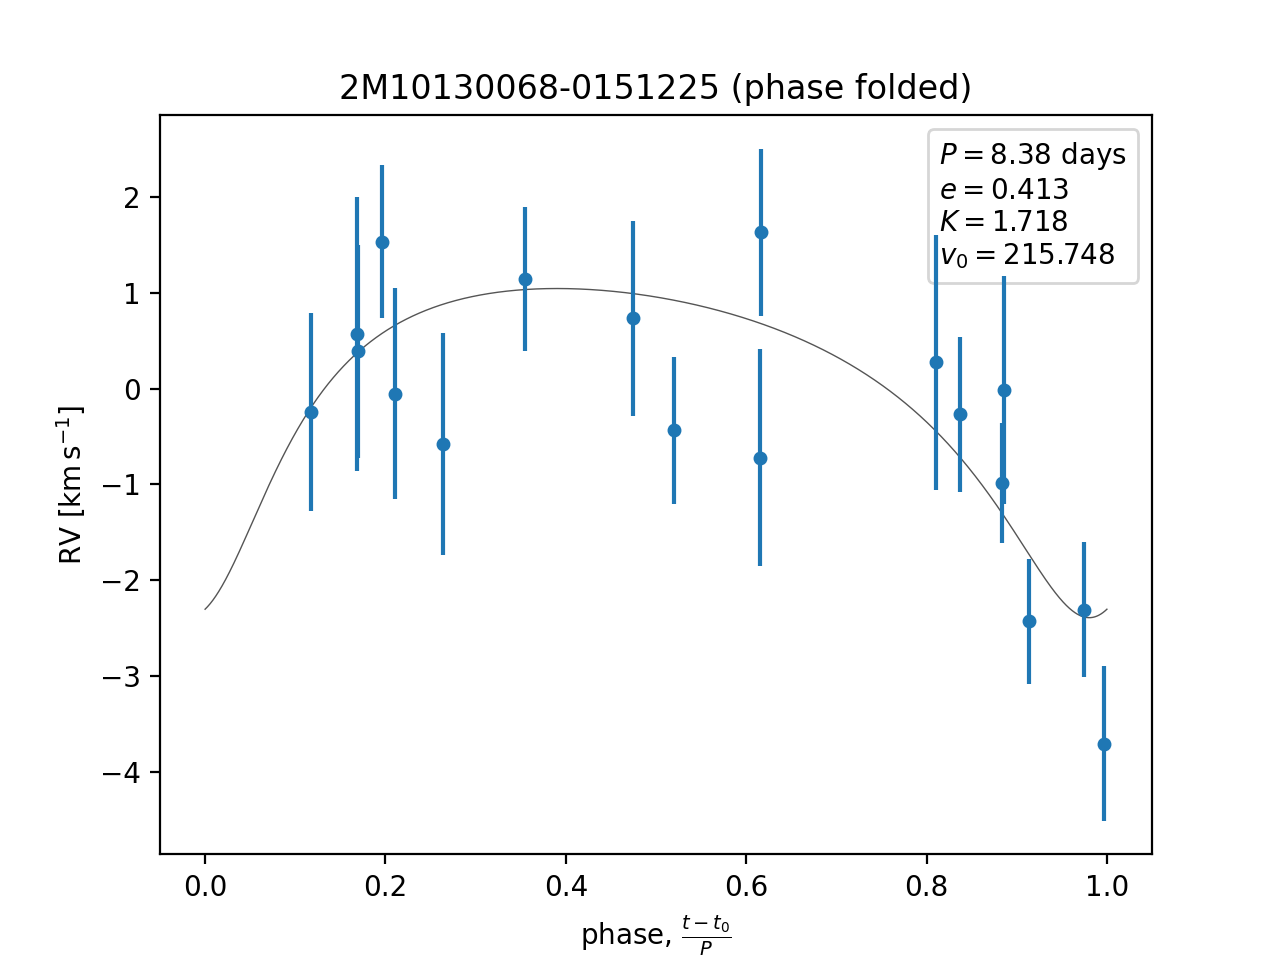 2M10130068-0151225 (phase folded)
P = 8.38 days
e = 0.413
K = 1.718
v₀ = 215.748
RV [km s⁻¹]
2
1
0
−1
−2
−3
−4
0.0 0.2 0.4 0.6 0.8 1.0
phase, (t − t₀)/P